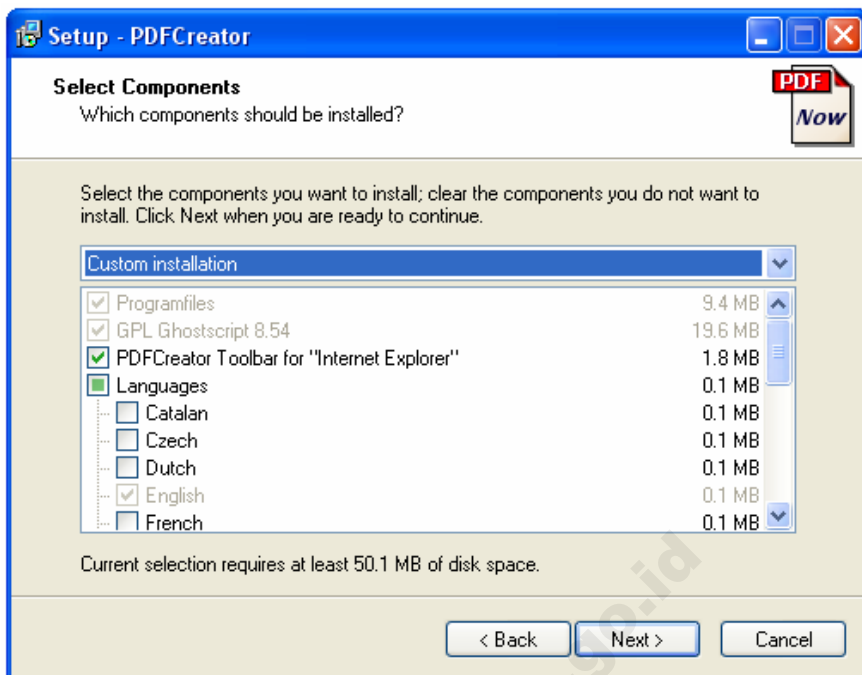 Setup - PDFCreator
Select Components
Which components should be installed?
PDF
Now
Select the components you want to install; clear the components you do not want to
install. Click Next when you are ready to continue.
Custom installation
Programfiles 9.4 MB
GPL Ghostscript 8.54 19.6 MB
PDFCreator Toolbar for "Internet Explorer" 1.8 MB
Languages 0.1 MB
Catalan 0.1 MB
Czech 0.1 MB
Dutch 0.1 MB
English 0.1 MB
French 0.1 MB
Current selection requires at least 50.1 MB of disk space.
go.id
< Back Next > Cancel